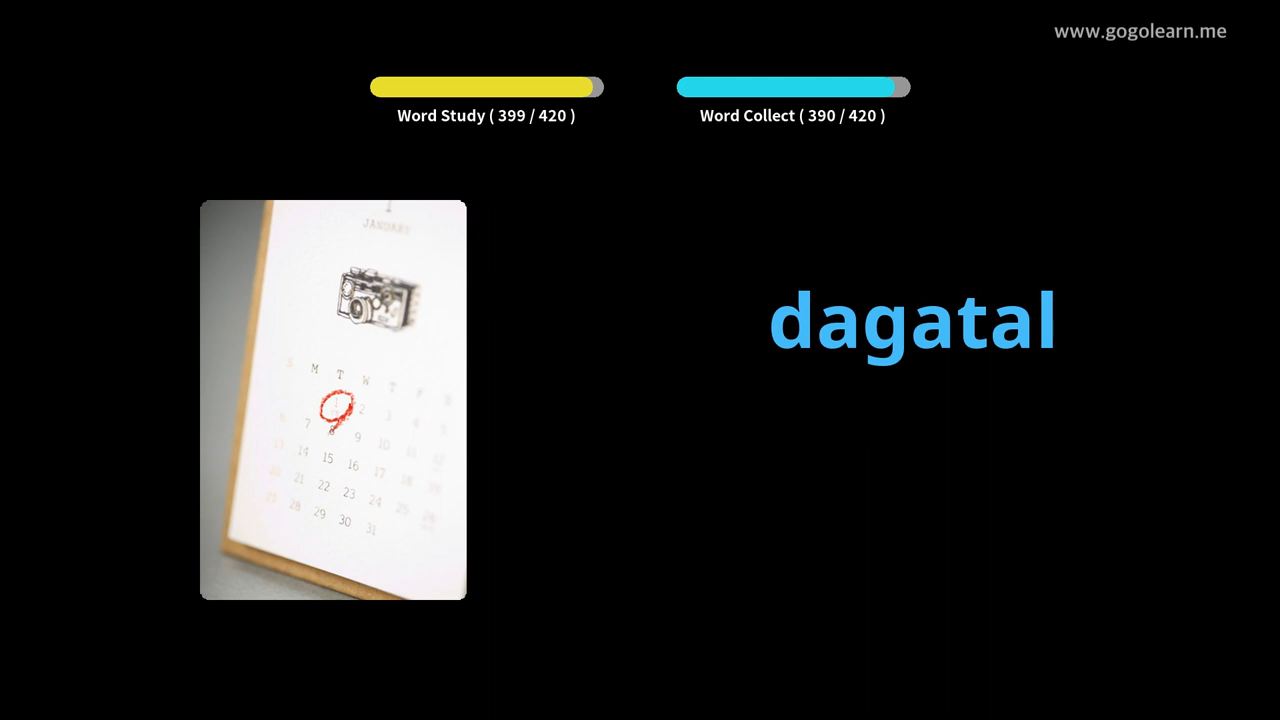 www.gogolearn.me
Word Study ( 399 / 420 )
Word Collect ( 390 / 420 )
dagatal
JANUARY
M T W T F
1 2 3 4 5
6 7 8 9 10 11
13 14 15 16 17 18
20 21 22 23 24 25 26
27 28 29 30 31